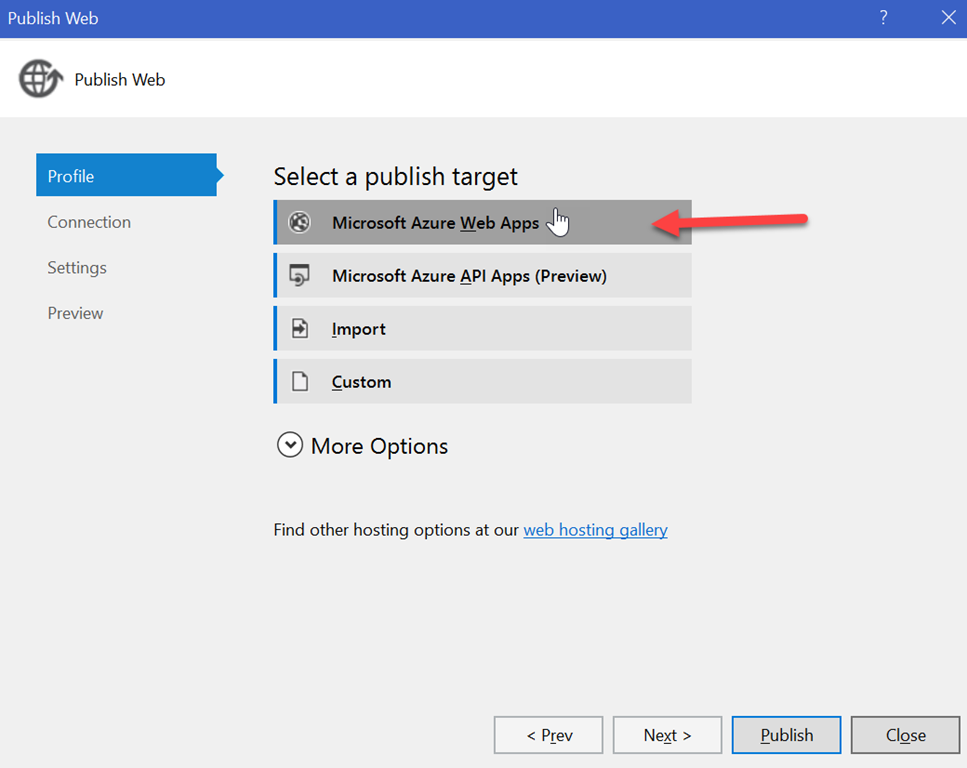 Publish Web
?
Publish Web
Profile
Connection
Settings
Preview
Select a publish target
Microsoft Azure Web Apps
Microsoft Azure API Apps (Preview)
Import
Custom
More Options
Find other hosting options at our web hosting gallery
< Prev
Next >
Publish
Close